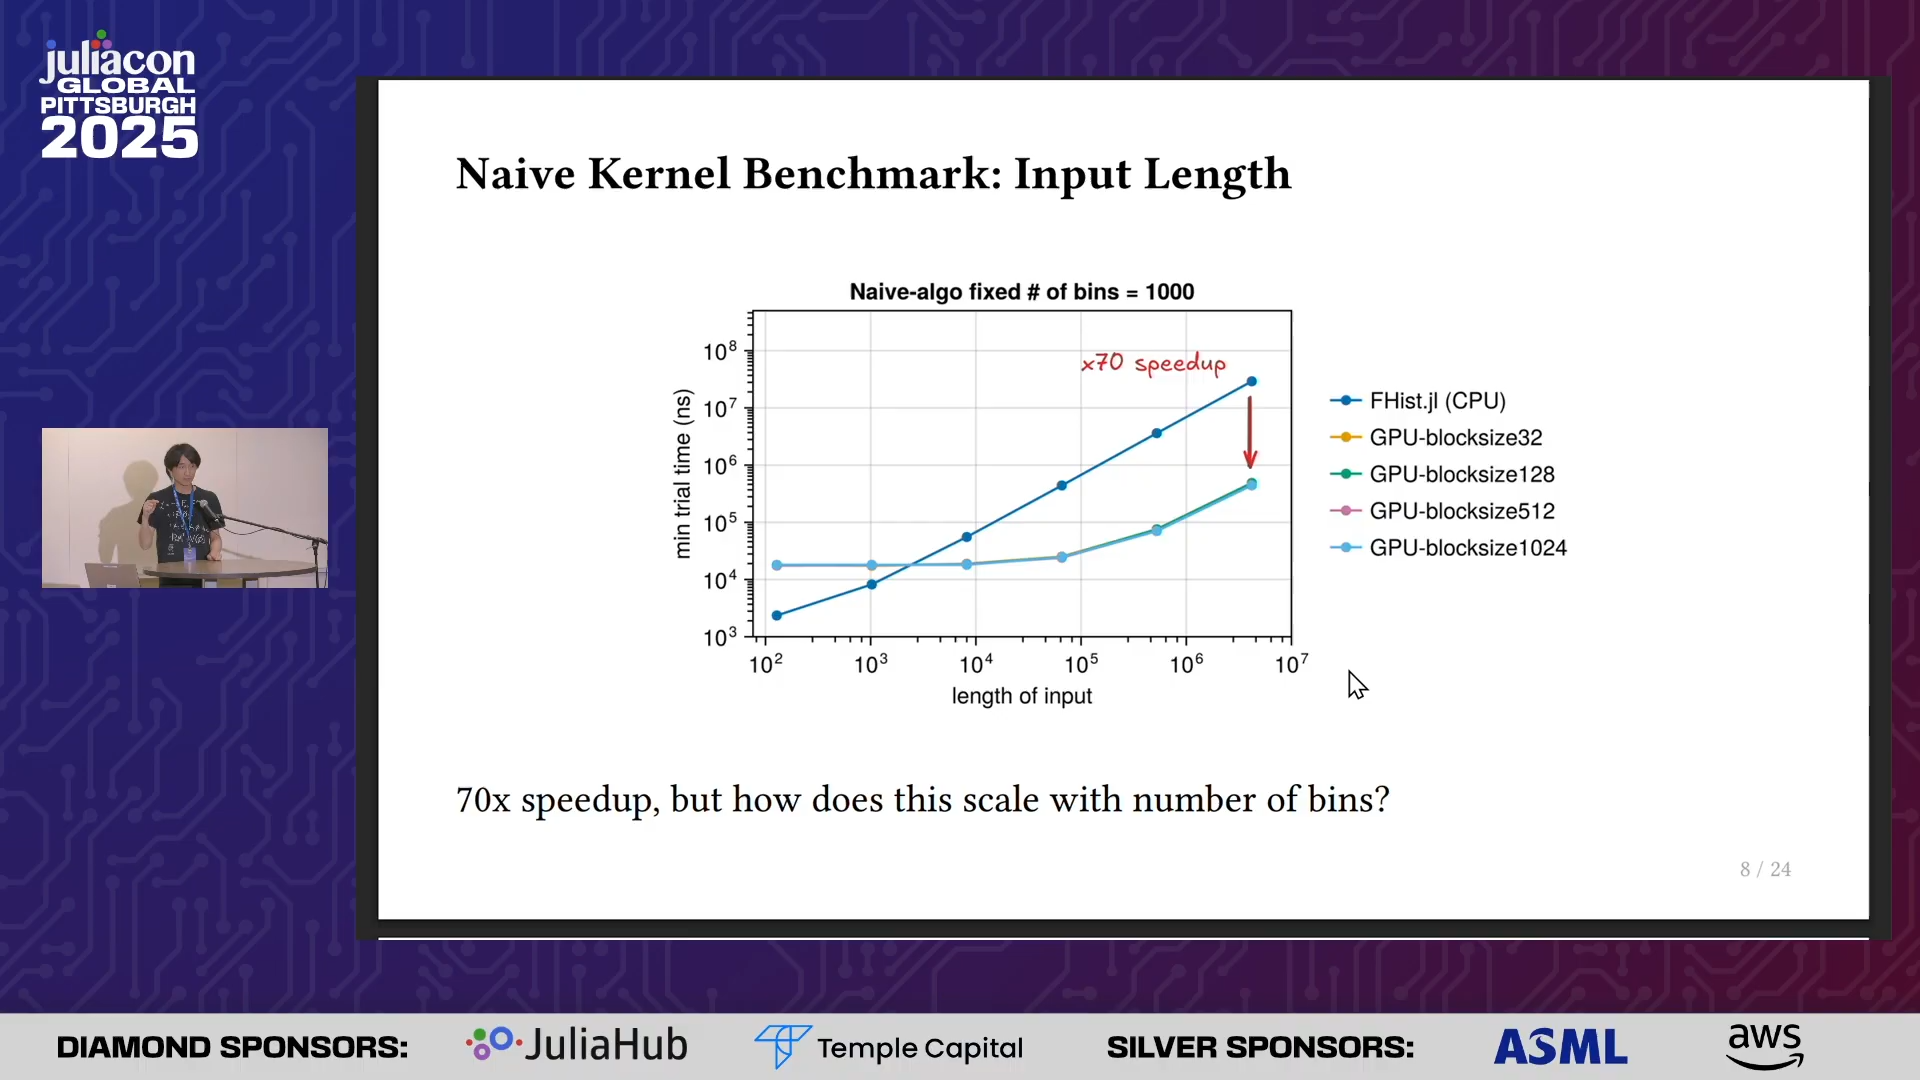 juliacon
GLOBAL
PITTSBURGH
2025
Naive Kernel Benchmark: Input Length
Naive-algo fixed # of bins = 1000
x70 speedup
min trial time (ns)
10⁸
10⁷
10⁶
10⁵
10⁴
10³
10² 10³ 10⁴ 10⁵ 10⁶ 10⁷
length of input
FHist.jl (CPU)
GPU-blocksize32
GPU-blocksize128
GPU-blocksize512
GPU-blocksize1024
70x speedup, but how does this scale with number of bins?
8 / 24
DIAMOND SPONSORS: JuliaHub Temple Capital SILVER SPONSORS: ASML aws